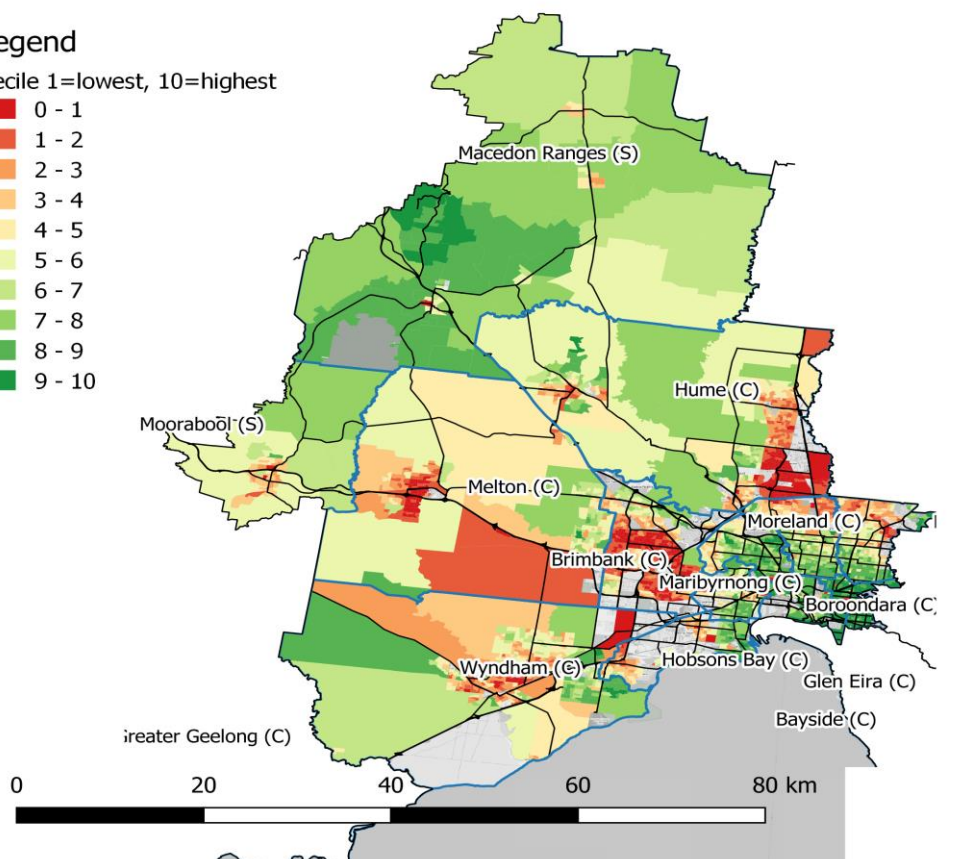 egend
ecile 1=lowest, 10=highest
0 - 1
1 - 2
2 - 3
3 - 4
4 - 5
5 - 6
6 - 7
7 - 8
8 - 9
9 - 10
Macedon Ranges (S)
Hume (C)
Moorabool (S)
Melton (C)
Moreland (C)
Brimbank (C)
Maribyrnong (C)
Boroondara (C)
Wyndham (C)
Hobsons Bay (C)
Glen Eira (C)
Bayside (C)
reater Geelong (C)
0 20 40 60 80 km